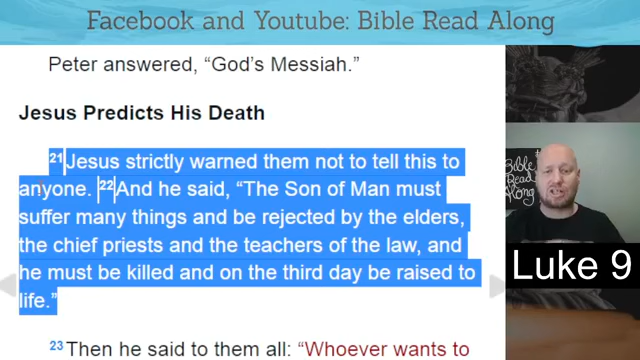 Facebook and Youtube: Bible Read Along
Peter answered, “God’s Messiah.”
Jesus Predicts His Death
21 Jesus strictly warned them not to tell this to
anyone. 22 And he said, “The Son of Man must
suffer many things and be rejected by the elders,
the chief priests and the teachers of the law, and
he must be killed and on the third day be raised to
life.”
23 Then he said to them all: “Whoever wants to
Bible
Read
Along
Luke 9